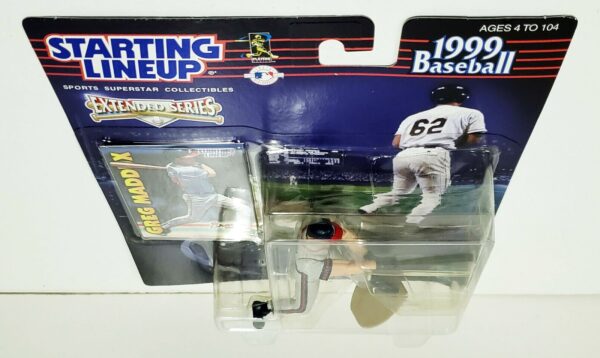 STARTING
LINEUP®
SPORTS SUPERSTAR COLLECTIBLES
EXTENDED SERIES
AGES 4 TO 104
1999
Baseball
62
GREG MADDUX